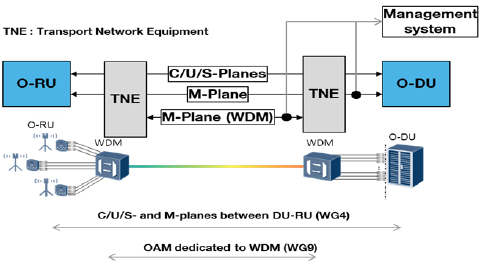 Management
system
TNE : Transport Network Equipment
O-RU
TNE
C/U/S-Planes
M-Plane
M-Plane (WDM)
TNE
O-DU
O-RU
WDM
WDM
O-DU
C/U/S- and M-planes between DU-RU (WG4)
OAM dedicated to WDM (WG9)